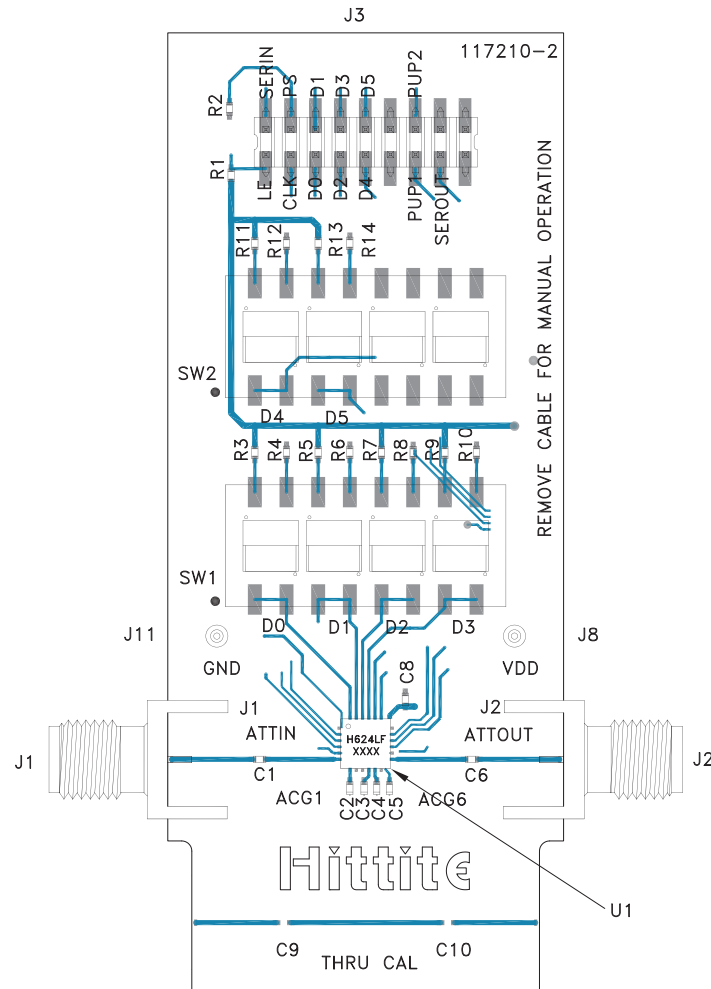 J3
117210-2
SERIN
PS
D1
D3
D5
PUP2
R2
R1
LE
CLK
D0
D2
D4
PUP1
SEROUT
R11
R12
R13
R14
REMOVE CABLE FOR MANUAL OPERATION
SW2
D4
D5
R3
R4
R5
R6
R7
R8
R9
R10
SW1
D0
D1
D2
D3
J11
J8
GND
VDD
C8
J1
J2
ATTIN
ATTOUT
H624LF
XXXX
J1
J2
C1
C6
ACG1
ACG6
C2
C3
C4
C5
Hittite
U1
C9
C10
THRU CAL